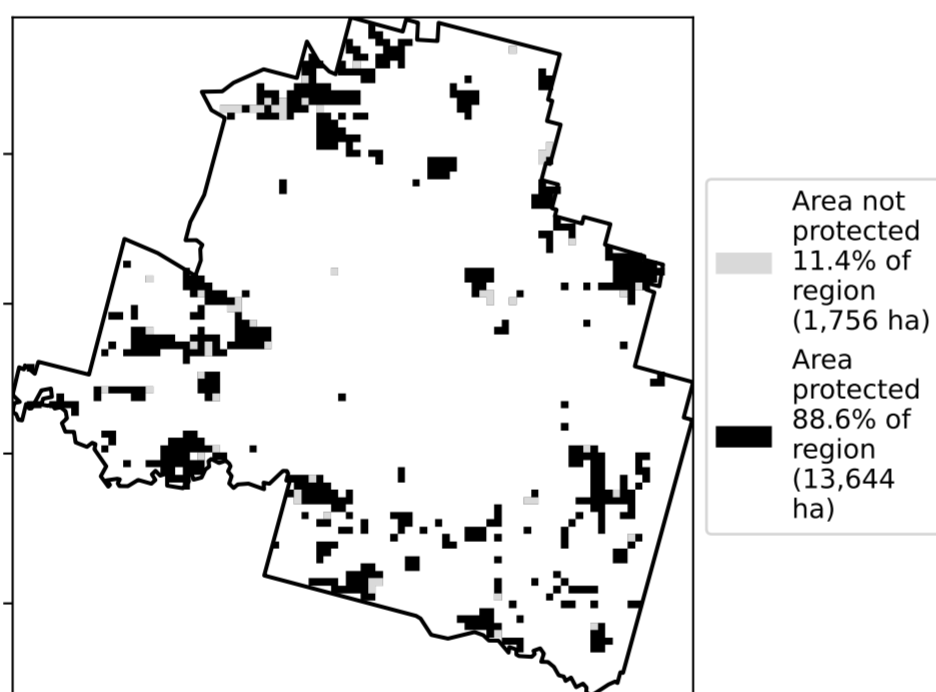 Area not
protected
11.4% of
region
(1,756 ha)
Area
protected
88.6% of
region
(13,644
ha)